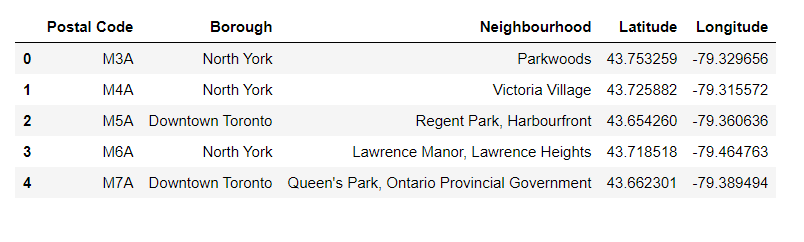 Postal Code Borough Neighbourhood Latitude Longitude
0 M3A North York Parkwoods 43.753259 -79.329656
1 M4A North York Victoria Village 43.725882 -79.315572
2 M5A Downtown Toronto Regent Park, Harbourfront 43.654260 -79.360636
3 M6A North York Lawrence Manor, Lawrence Heights 43.718518 -79.464763
4 M7A Downtown Toronto Queen's Park, Ontario Provincial Government 43.662301 -79.389494